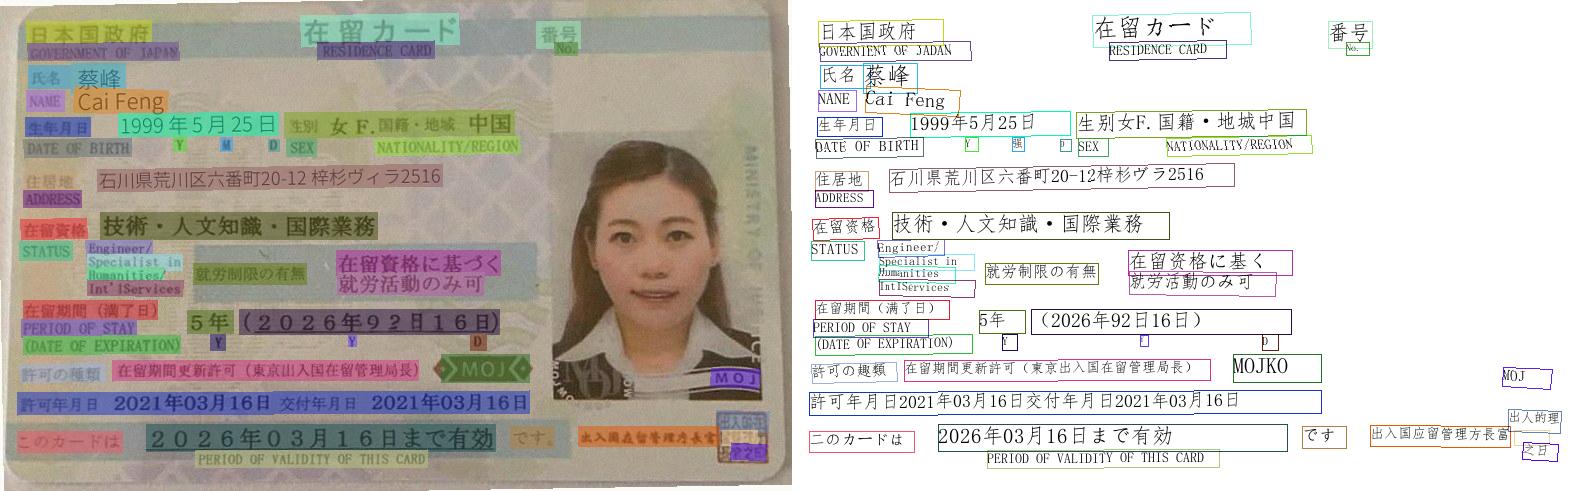 日本国政府 在留カード 番号
GOVERNMENT OF JAPAN RESIDENCE CARD No.
氏名 蔡峰
NAME Cai Feng
生年月日 1999年5月25日 性別 女 F. 国籍・地域 中国
DATE OF BIRTH Y M D SEX NATIONALITY/REGION
住居地 石川県荒川区六番町20-12 梓杉ヴィラ2516
ADDRESS
在留資格 技術・人文知識・国際業務
STATUS Engineer/
Specialist in
Humanities/
Int'lServices
就労制限の有無 在留資格に基づく
就労活動のみ可
在留期間（満了日）
PERIOD OF STAY
(DATE OF EXPIRATION)
5年
Y Y D
許可の種類 在留期間更新許可（東京出入国在留管理局長）
MOJ
MOJ
許可年月日 2021年03月16日 交付年月日 2021年03月16日
このカードは 2026年03月16日まで有効 です。
PERIOD OF VALIDITY OF THIS CARD
出入国在留管理庁長官
日本国政府 在留カード 番号
GOVERNIENT OF JADAN RESIDENCE CARD No.
氏名 蔡峰
NANE Cai Feng
生年月日 1999年5月25日 生别女F.国籍・地城中国
DATE OF BIRTH Y D SEX NATIONALITY/REGION
住居地 石川県荒川区六番町20-12梓杉ヴラ2516
ADDRESS
在留資格 技術・人文知識・国際業務
STATUS Engineer/
Specialist in
Humanities
IntIServices
就労制限の有無 在留資格に基く
就労活動のみ可
在留期間（満了日）
PERIOD OF STAY 5年 （2026年92日16日）
(DATE OF EXPIRATION) Y Y D
許可の趣類 在留期間更新許可（東京出入国在留管理局長） MOJKO MOJ
許可年月日2021年03月16日交付年月日2021年03月16日
二のカードは 2026年03月16日まで有効 です 出入国应留管理方長富
出入的理
之日
PERIOD OF VALIDITY OF THIS CARD